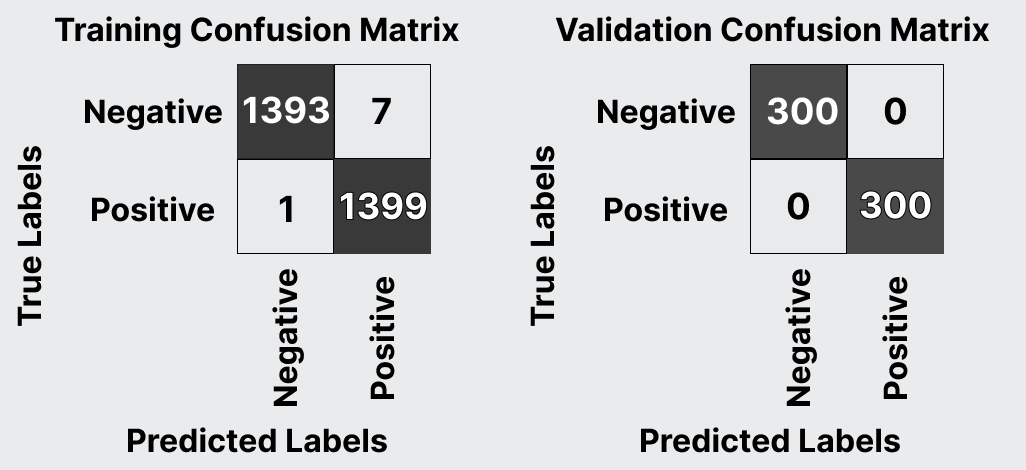 Training Confusion Matrix
Negative 1393 7
Positive 1 1399
True Labels
Negative Positive
Predicted Labels
Validation Confusion Matrix
Negative 300 0
Positive 0 300
True Labels
Negative Positive
Predicted Labels